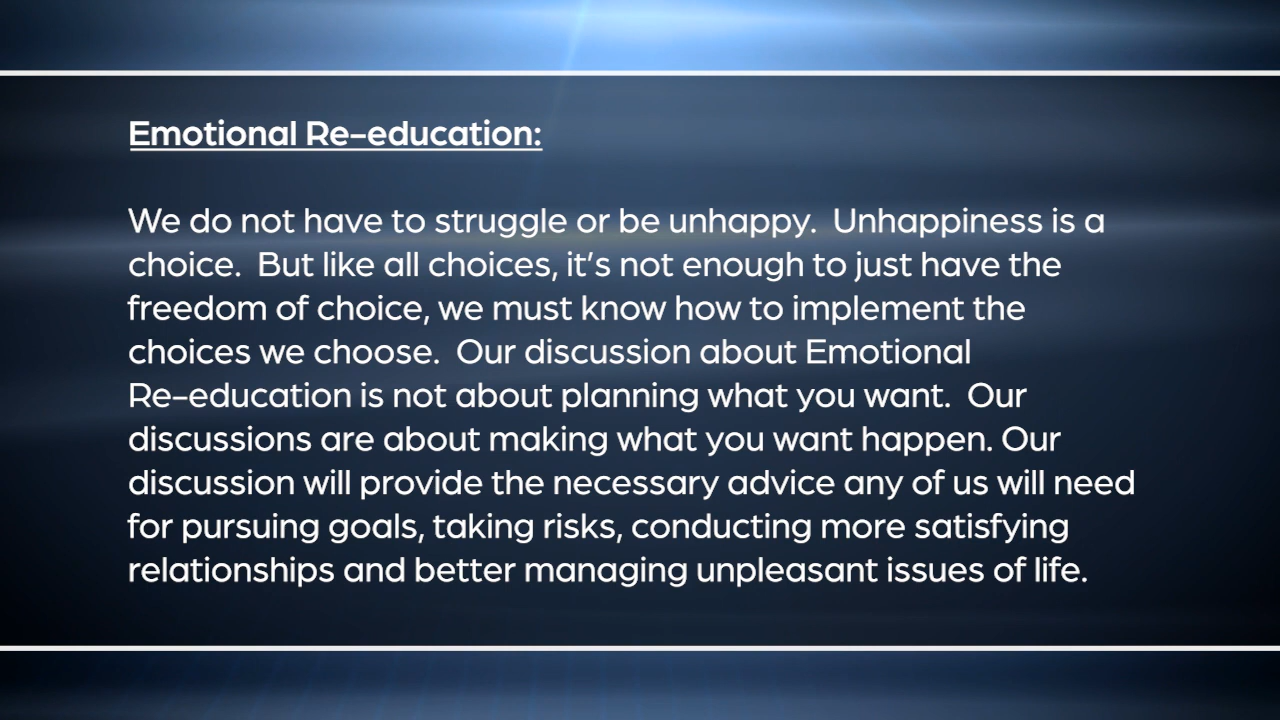 Emotional Re-education:
We do not have to struggle or be unhappy.  Unhappiness is a
choice.  But like all choices, it's not enough to just have the
freedom of choice, we must know how to implement the
choices we choose.  Our discussion about Emotional
Re-education is not about planning what you want.  Our
discussions are about making what you want happen. Our
discussion will provide the necessary advice any of us will need
for pursuing goals, taking risks, conducting more satisfying
relationships and better managing unpleasant issues of life.